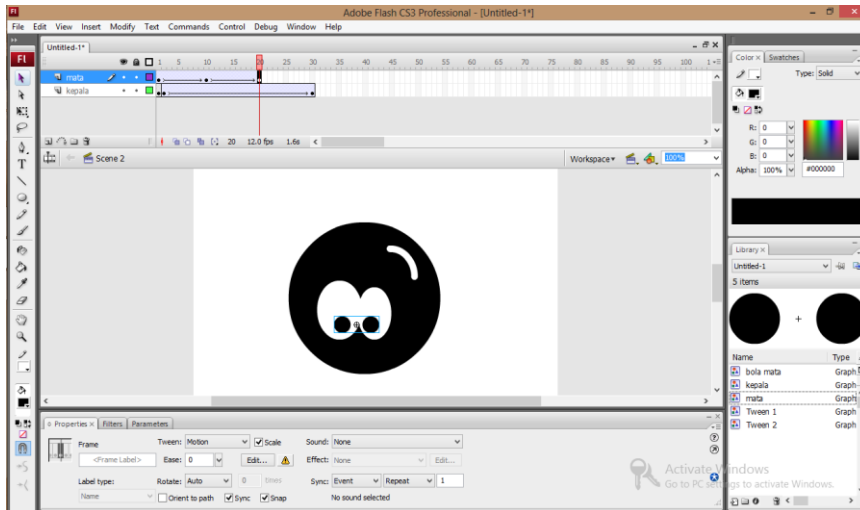 Fl Adobe Flash CS3 Professional - [Untitled-1*]
File Edit View Insert Modify Text Commands Control Debug Window Help
Untitled-1*
1 5 10 15 20 25 30 35 40 45 50 55 60 65 70 75 80 85 90 95 100
mata
kepala
20 12.0 fps 1.6s
Scene 2 Workspace 100%
Fl
T
Color x Swatches
Type: Solid
R: 0
G: 0
B: 0
Alpha: 100% #000000
Library x
Untitled-1
5 items
Name Type
bola mata Graph
kepala Graph
mata Graph
Tween 1 Graph
Tween 2 Graph
Properties x Filters Parameters
Frame Tween: Motion Scale Sound: None
<Frame Label> Ease: 0 Edit... Effect: None Edit...
Label type: Rotate: Auto 0 times Sync: Event Repeat 1
Name Orient to path Sync Snap No sound selected
Activate Windows
Go to PC settings to activate Windows.